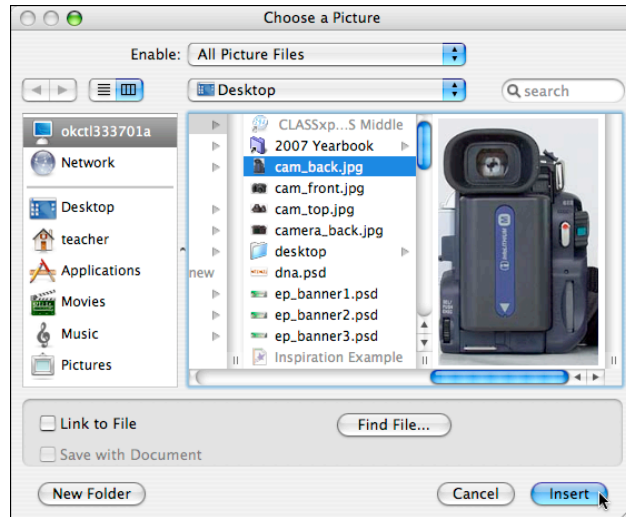 Choose a Picture
Enable: All Picture Files
Desktop
search
okctl333701a
Network
Desktop
teacher
Applications
Movies
Music
Pictures
new
CLASSxp...S Middle
2007 Yearbook
cam_back.jpg
cam_front.jpg
cam_top.jpg
camera_back.jpg
desktop
dna.psd
ep_banner1.psd
ep_banner2.psd
ep_banner3.psd
Inspiration Example
Link to File
Find File...
Save with Document
New Folder
Cancel
Insert